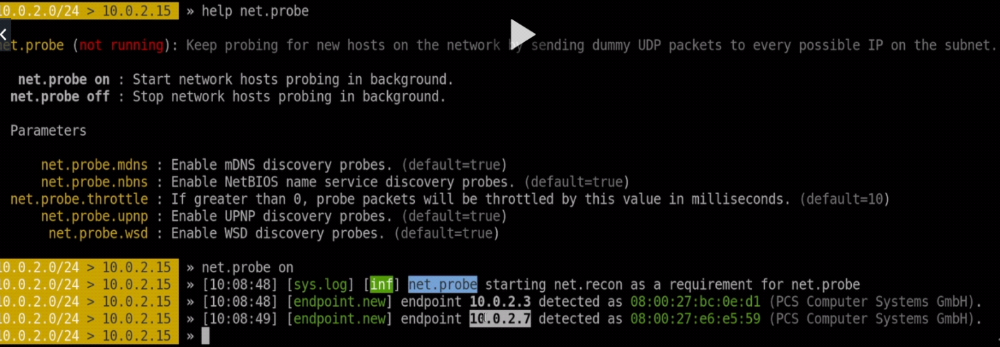 10.0.2.0/24 > 10.0.2.15 » help net.probe
et.probe (not running): Keep probing for new hosts on the network by sending dummy UDP packets to every possible IP on the subnet.
net.probe on : Start network hosts probing in background.
net.probe off : Stop network hosts probing in background.
Parameters
net.probe.mdns : Enable mDNS discovery probes. (default=true)
net.probe.nbns : Enable NetBIOS name service discovery probes. (default=true)
net.probe.throttle : If greater than 0, probe packets will be throttled by this value in milliseconds. (default=10)
net.probe.upnp : Enable UPNP discovery probes. (default=true)
net.probe.wsd : Enable WSD discovery probes. (default=true)
10.0.2.0/24 > 10.0.2.15 » net.probe on
10.0.2.0/24 > 10.0.2.15 » [10:08:48] [sys.log] [inf] net.probe starting net.recon as a requirement for net.probe
10.0.2.0/24 > 10.0.2.15 » [10:08:48] [endpoint.new] endpoint 10.0.2.3 detected as 08:00:27:bc:0e:d1 (PCS Computer Systems GmbH).
10.0.2.0/24 > 10.0.2.15 » [10:08:49] [endpoint.new] endpoint 10.0.2.7 detected as 08:00:27:e6:e5:59 (PCS Computer Systems GmbH).
10.0.2.0/24 > 10.0.2.15 »